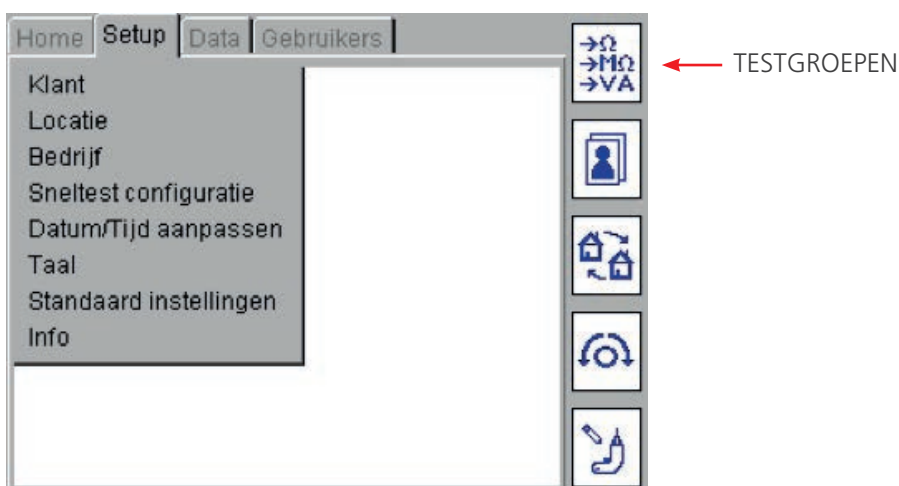 Home Setup Data Gebruikers
→Ω
→MΩ
→VA
TESTGROEPEN
Klant
Locatie
Bedrijf
Sneltest configuratie
Datum/Tijd aanpassen
Taal
Standaard instellingen
Info